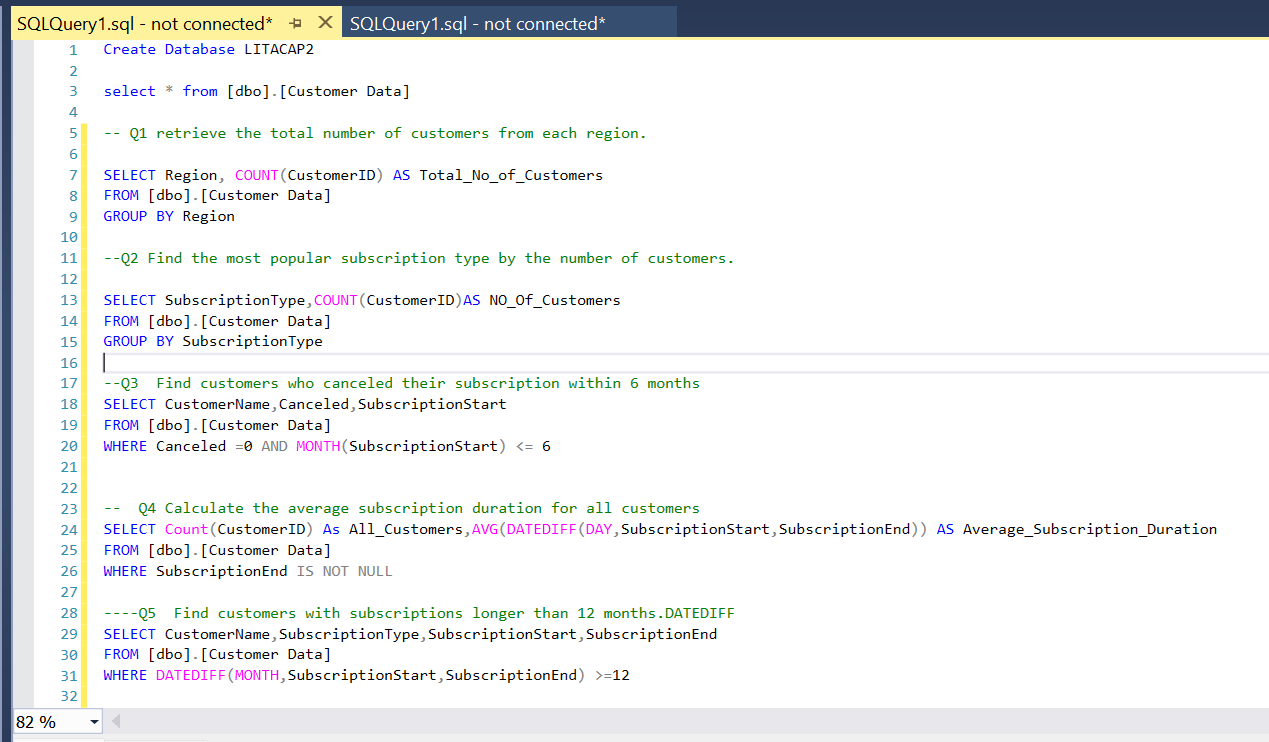 SQLQuery1.sql - not connected* SQLQuery1.sql - not connected*
1 Create Database LITACAP2
2
3 select * from [dbo].[Customer Data]
4
5 -- Q1 retrieve the total number of customers from each region.
6
7 SELECT Region, COUNT(CustomerID) AS Total_No_of_Customers
8 FROM [dbo].[Customer Data]
9 GROUP BY Region
10
11 --Q2 Find the most popular subscription type by the number of customers.
12
13 SELECT SubscriptionType,COUNT(CustomerID)AS NO_Of_Customers
14 FROM [dbo].[Customer Data]
15 GROUP BY SubscriptionType
16
17 --Q3  Find customers who canceled their subscription within 6 months
18 SELECT CustomerName,Canceled,SubscriptionStart
19 FROM [dbo].[Customer Data]
20 WHERE Canceled =0 AND MONTH(SubscriptionStart) <= 6
21
22
23 --  Q4 Calculate the average subscription duration for all customers
24 SELECT Count(CustomerID) As All_Customers,AVG(DATEDIFF(DAY,SubscriptionStart,SubscriptionEnd)) AS Average_Subscription_Duration
25 FROM [dbo].[Customer Data]
26 WHERE SubscriptionEnd IS NOT NULL
27
28 ----Q5  Find customers with subscriptions longer than 12 months.DATEDIFF
29 SELECT CustomerName,SubscriptionType,SubscriptionStart,SubscriptionEnd
30 FROM [dbo].[Customer Data]
31 WHERE DATEDIFF(MONTH,SubscriptionStart,SubscriptionEnd) >=12
32
82 %